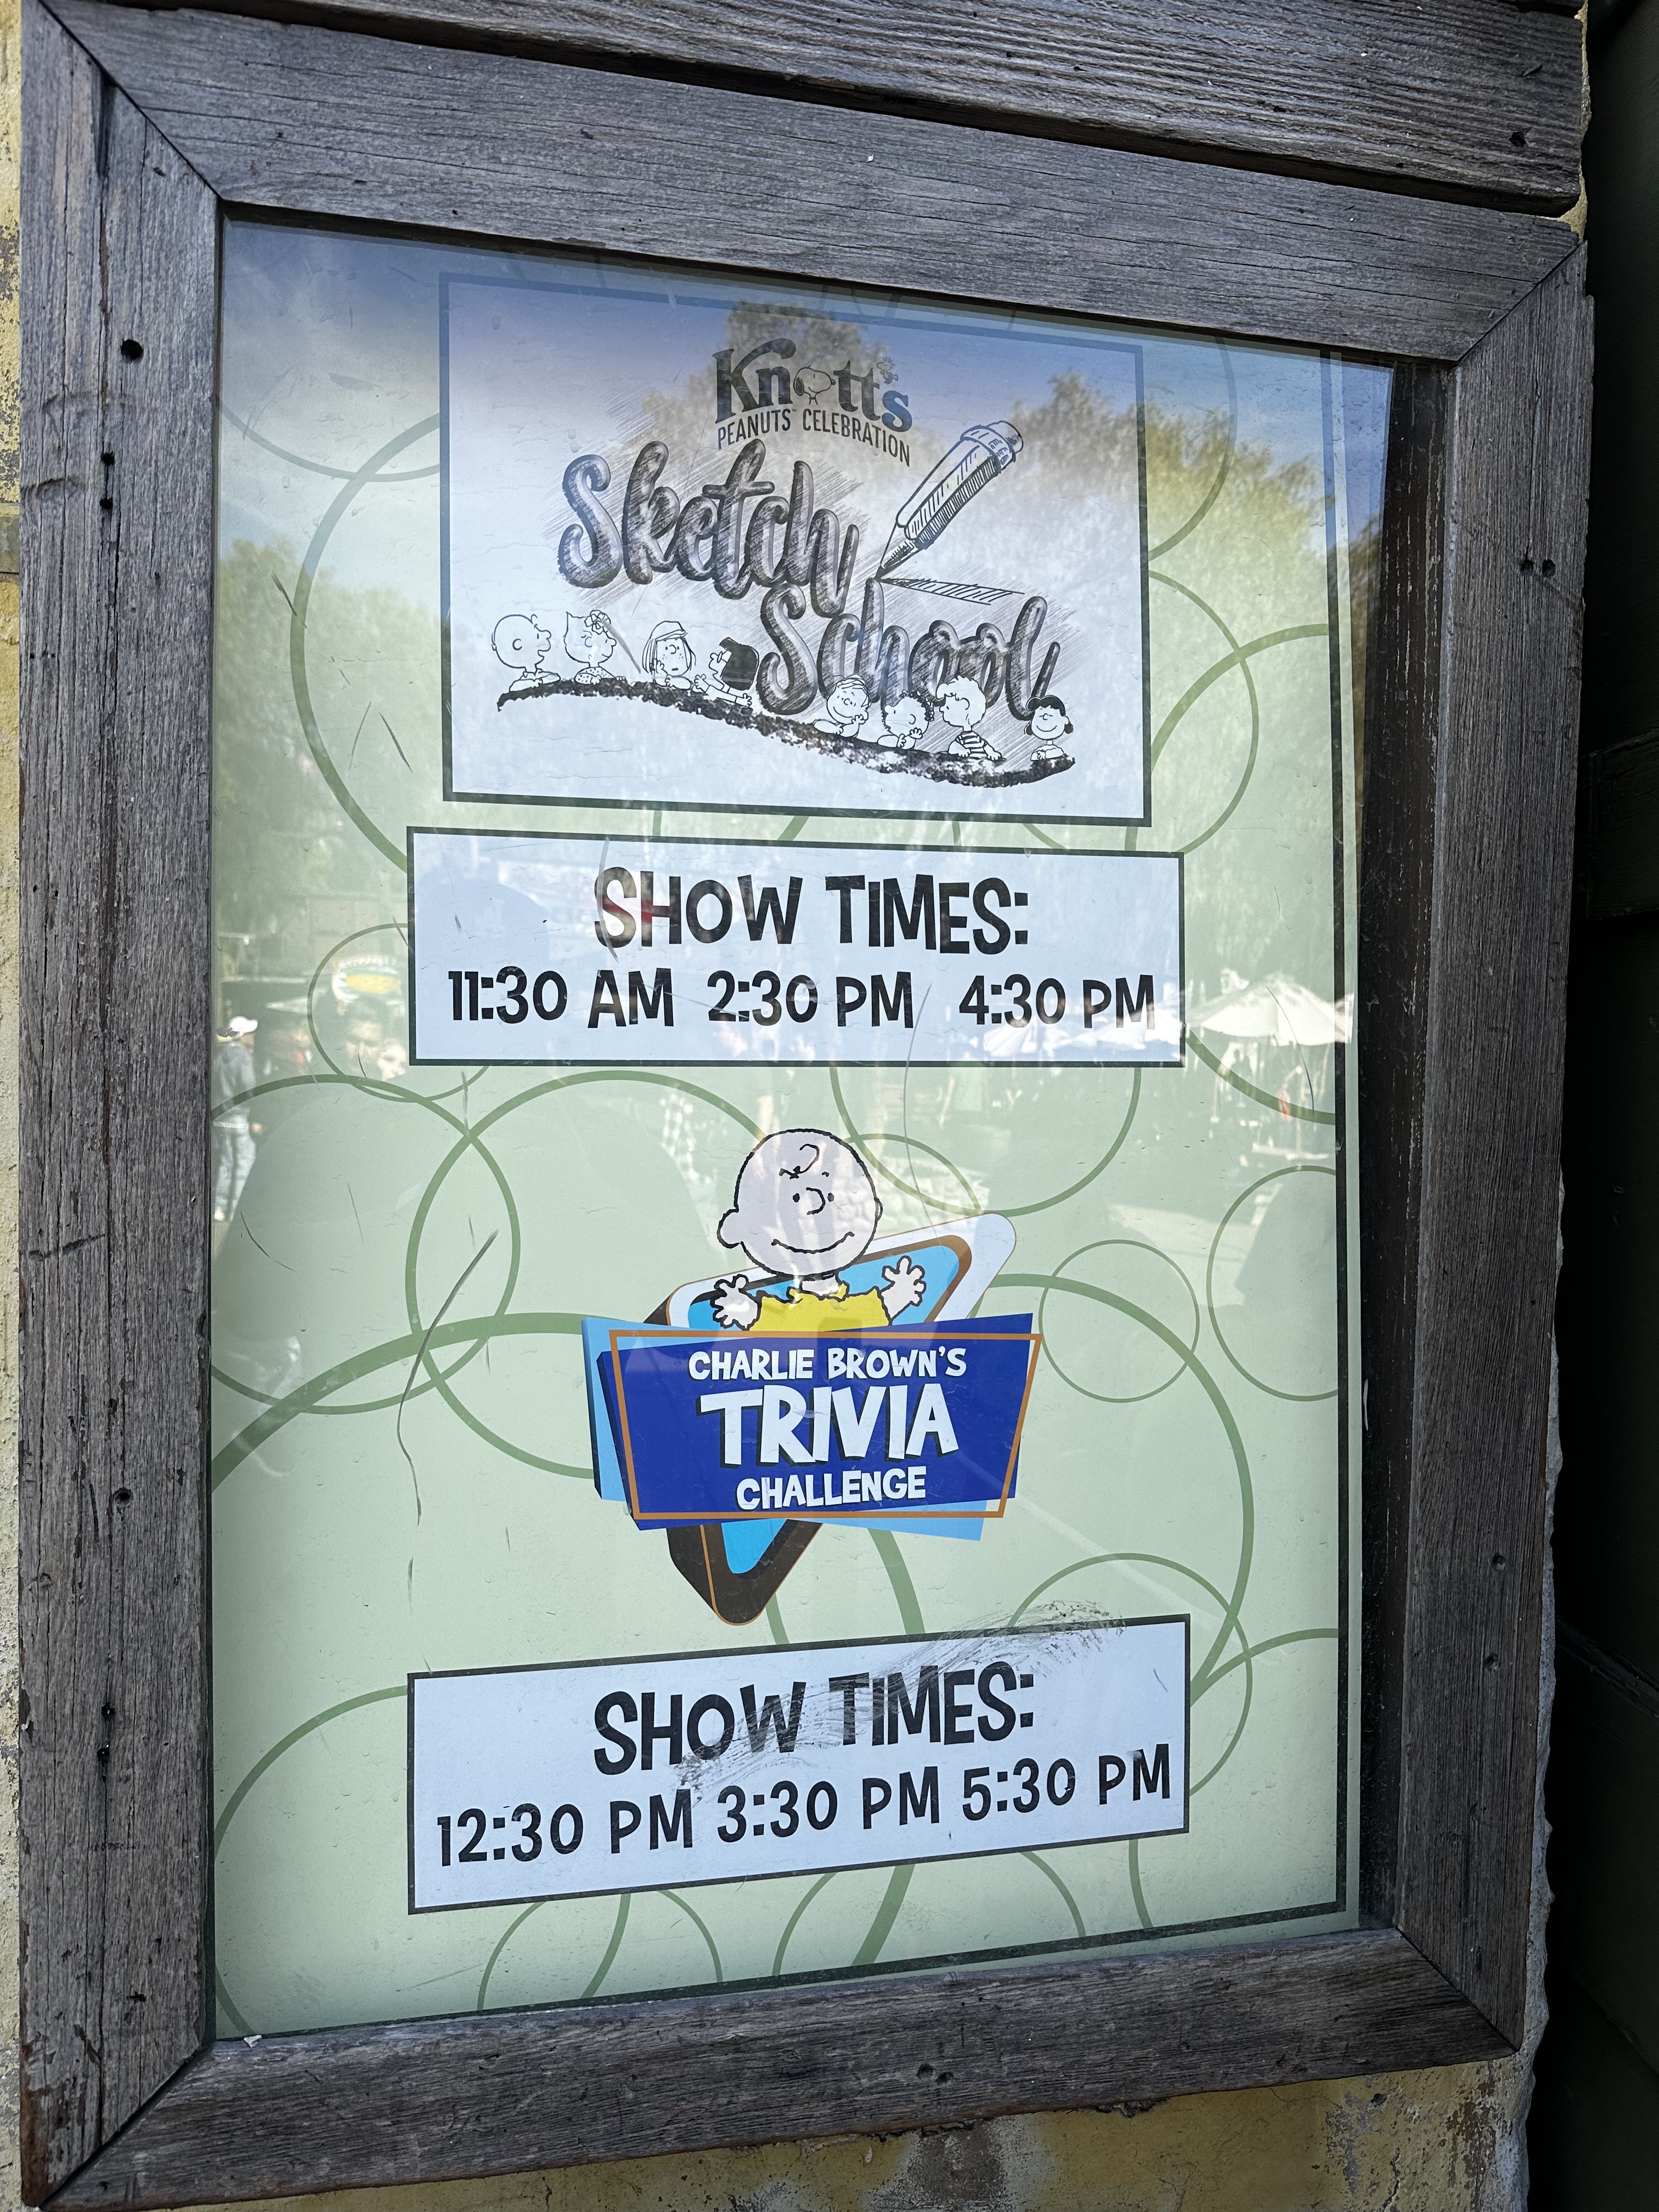 Knott's
PEANUTS CELEBRATION
Sketch
School
SHOW TIMES:
11:30 AM 2:30 PM 4:30 PM
CHARLIE BROWN'S
TRIVIA
CHALLENGE
SHOW TIMES:
12:30 PM 3:30 PM 5:30 PM